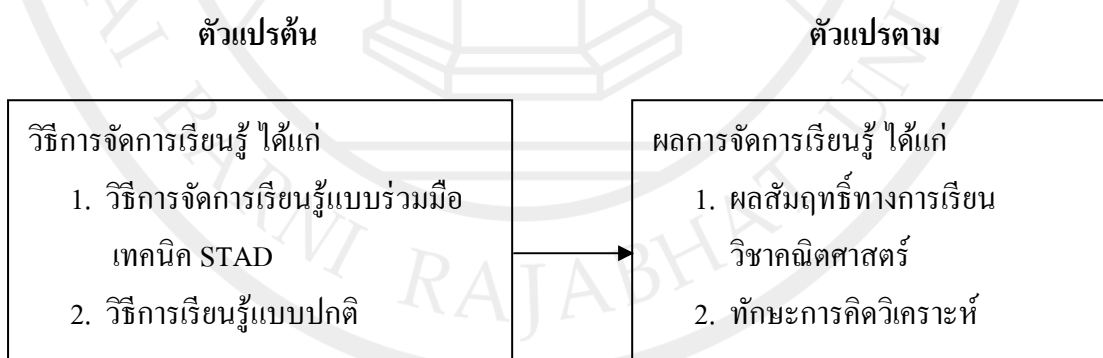 ตัวแปรต้น
ตัวแปรตาม
วิธีการจัดการเรียนรู้ ได้แก่
1. วิธีการจัดการเรียนรู้แบบร่วมมือ
เทคนิค STAD
2. วิธีการเรียนรู้แบบปกติ
ผลการจัดการเรียนรู้ ได้แก่
1. ผลสัมฤทธิ์ทางการเรียน
วิชาคณิตศาสตร์
2. ทักษะการคิดวิเคราะห์
BARNI RAJABHAT